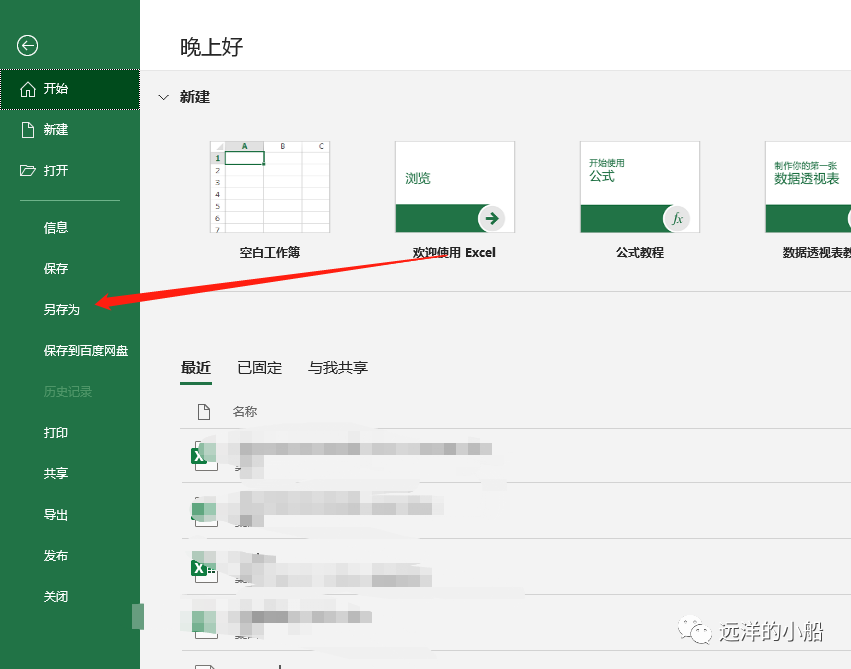 晚上好
开始
新建
打开
信息
保存
另存为
保存到百度网盘
历史记录
打印
共享
导出
发布
关闭
新建
A B C
1
2
3
4
5
6
7
空白工作簿
浏览
欢迎使用 Excel
开始使用
公式
fx
公式教程
制作你的第一张
数据透视表
数据透视表教
最近 已固定 与我共享
名称
X
X
远洋的小船